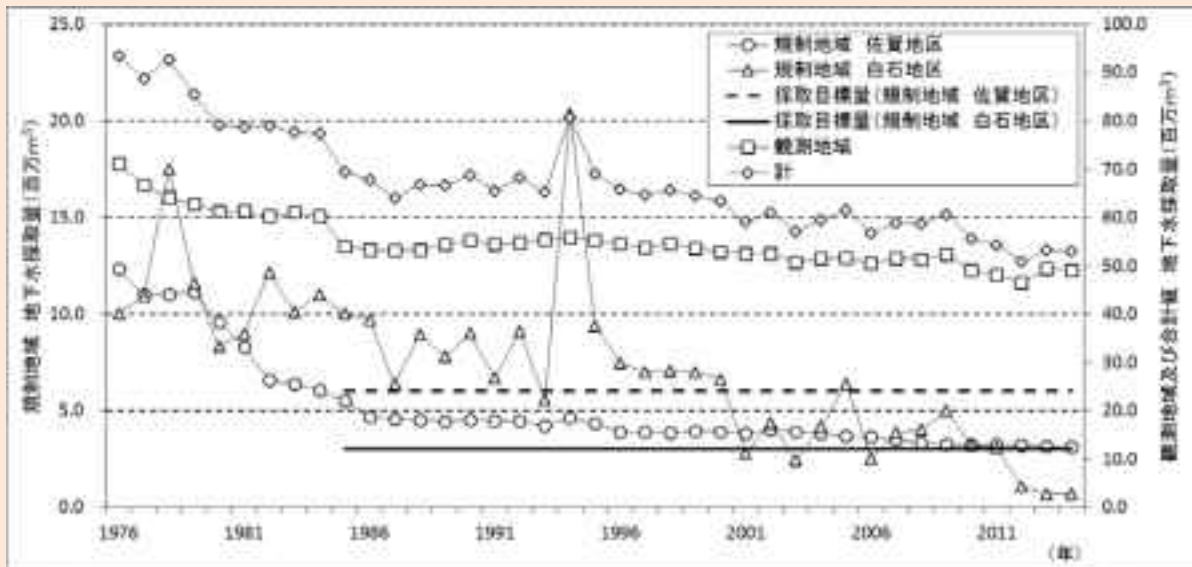 25.0
20.0
15.0
10.0
5.0
0.0
規制地域 地下水採取量(百万m³)
規制地域 佐賀地区
規制地域 白石地区
採取目標量(規制地域 佐賀地区)
採取目標量(規制地域 白石地区)
観測地域
計
100.0
90.0
80.0
70.0
60.0
50.0
40.0
30.0
20.0
10.0
0.0
観測地域及び合計値 地下水採取量(百万m³)
1976
1981
1986
1991
1996
2001
2006
2011
(年)